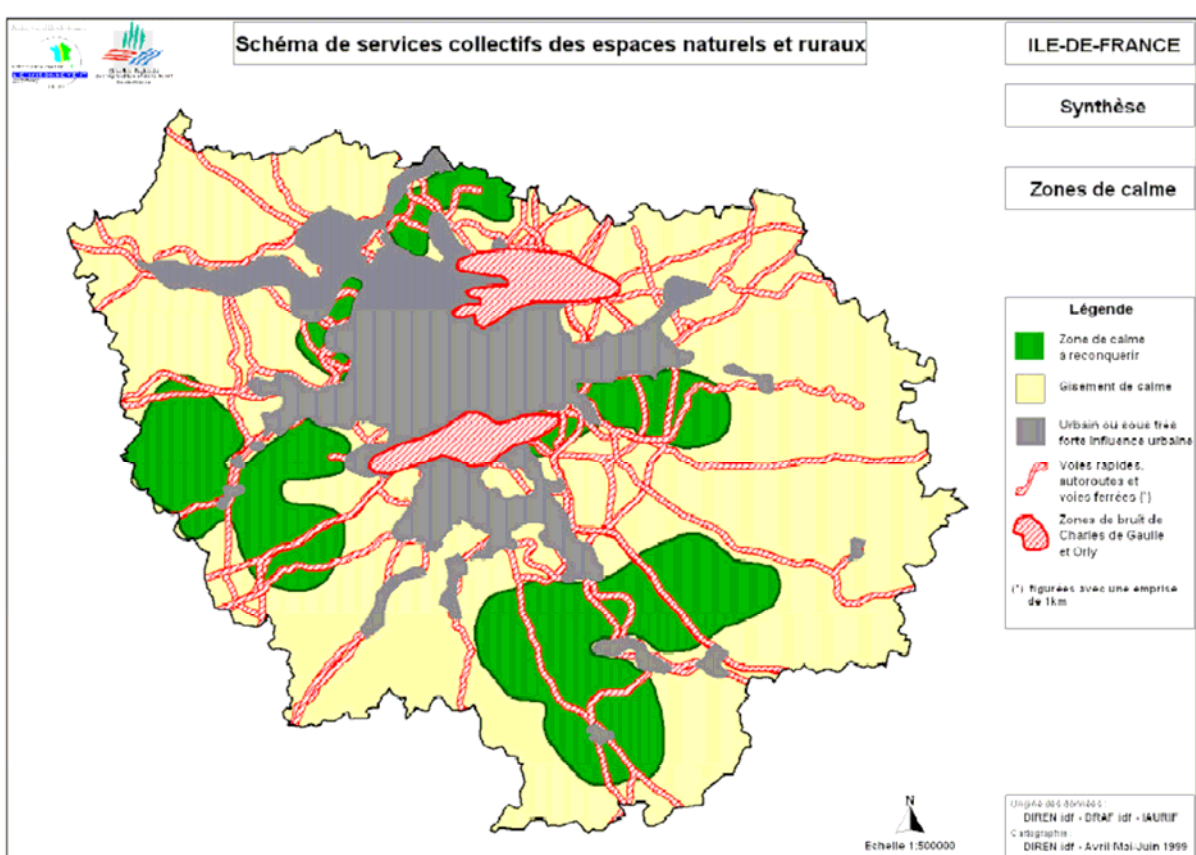 Schéma de services collectifs des espaces naturels et ruraux
ILE-DE-FRANCE
Synthèse
Zones de calme
Légende
Zone de calme
a reconquérir
Gisement de calme
Urbain ou sous très
forte influence urbaine
Voies rapides,
autoroutes et
voies ferrées (*)
Zones de bruit de
Charles de Gaulle
et Orly
(*) figurées avec une emprise
de 1km
N
Echelle 1:500000
Origine des données :
DIREN idf - DRAF idf - IAURIF
Cartographie :
DIREN idf - Avril Mai-Juin 1999